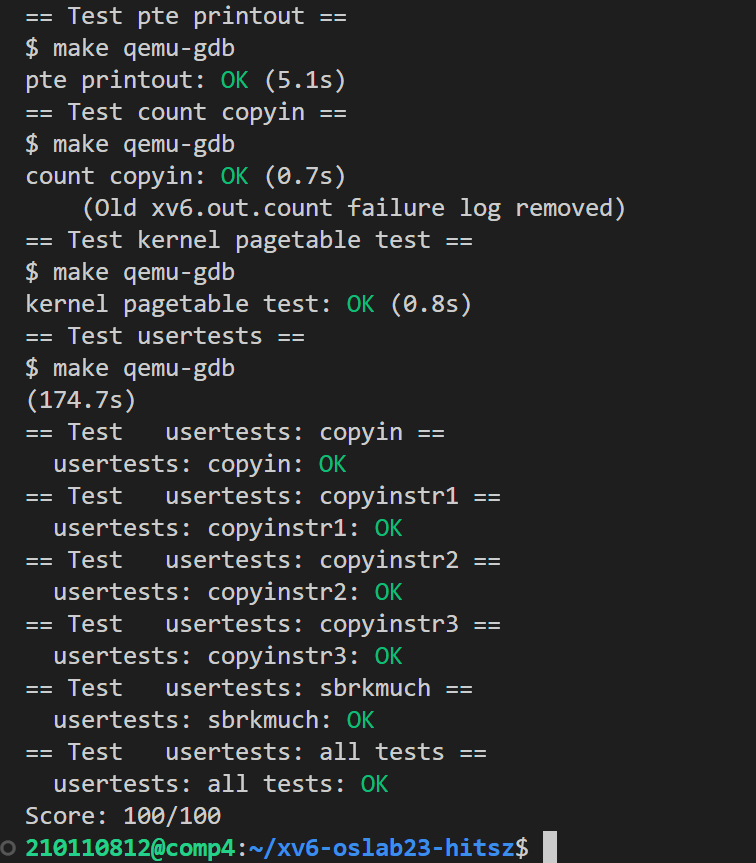 == Test pte printout ==
$ make qemu-gdb
pte printout: OK (5.1s)
== Test count copyin ==
$ make qemu-gdb
count copyin: OK (0.7s)
    (Old xv6.out.count failure log removed)
== Test kernel pagetable test ==
$ make qemu-gdb
kernel pagetable test: OK (0.8s)
== Test usertests ==
$ make qemu-gdb
(174.7s)
== Test   usertests: copyin ==
  usertests: copyin: OK
== Test   usertests: copyinstr1 ==
  usertests: copyinstr1: OK
== Test   usertests: copyinstr2 ==
  usertests: copyinstr2: OK
== Test   usertests: copyinstr3 ==
  usertests: copyinstr3: OK
== Test   usertests: sbrkmuch ==
  usertests: sbrkmuch: OK
== Test   usertests: all tests ==
  usertests: all tests: OK
Score: 100/100
210110812@comp4:~/xv6-oslab23-hitsz$